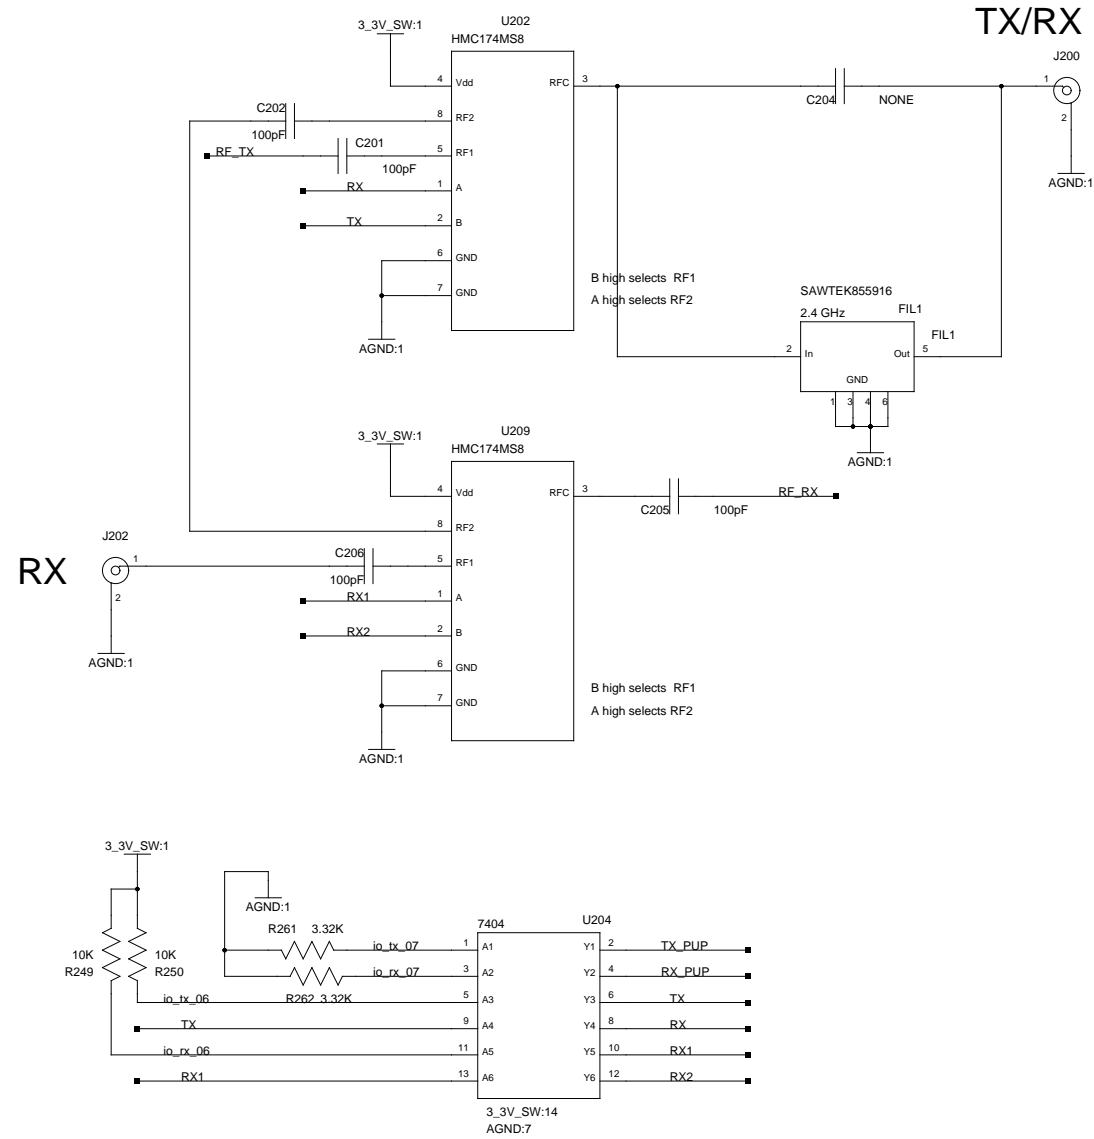 TX/RX
3_3V_SW:1
U202
HMC174MS8
J200
4 Vdd
RFC 3
1
C204
NONE
2
AGND:1
C202
100pF
8 RF2
RF_TX
C201
100pF
5 RF1
RX
1 A
TX
2 B
6 GND
7 GND
AGND:1
B high selects RF1
A high selects RF2
SAWTEK855916
2.4 GHz
FIL1
FIL1
2 In
Out 5
GND
1 3 4 6
AGND:1
3_3V_SW:1
U209
HMC174MS8
4 Vdd
RFC 3
C205
100pF
RF_RX
8 RF2
RX
J202
1
2
AGND:1
C206
100pF
5 RF1
RX1
1 A
RX2
2 B
6 GND
7 GND
AGND:1
B high selects RF1
A high selects RF2
3_3V_SW:1
10K
R249
10K
R250
AGND:1
R261 3.32K
R262 3.32K
7404
U204
io_tx_07 1 A1 Y1 2 TX_PUP
io_rx_07 3 A2 Y2 4 RX_PUP
io_tx_06 5 A3 Y3 6 TX
TX 9 A4 Y4 8 RX
io_rx_06 11 A5 Y5 10 RX1
RX1 13 A6 Y6 12 RX2
3_3V_SW:14
AGND:7